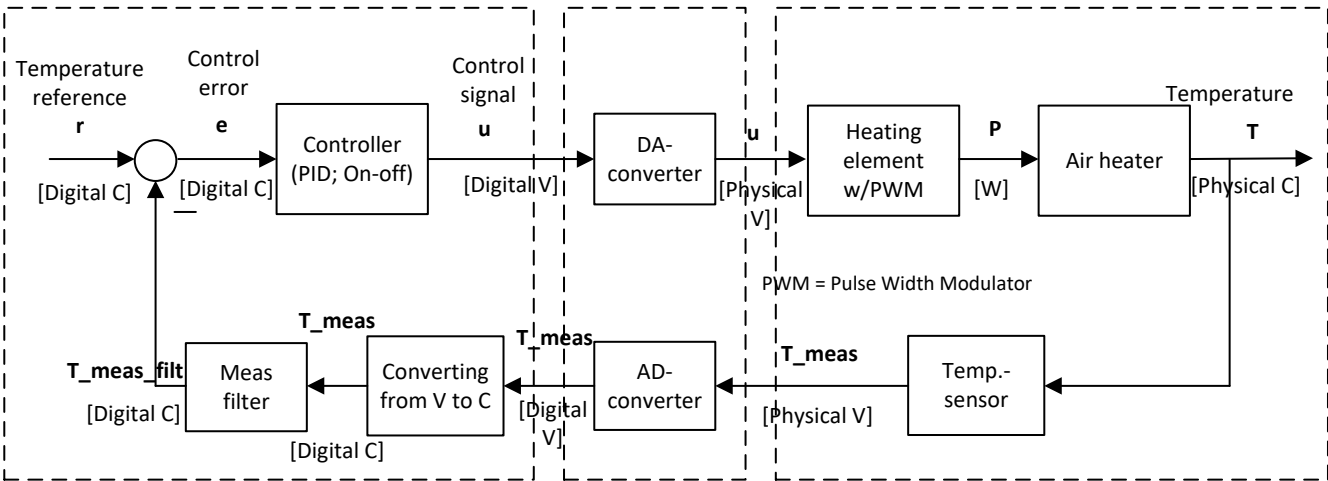 Temperature
reference
r
[Digital C]
Control
error
e
[Digital C]
Controller
(PID; On-off)
Control
signal
u
[Digital V]
DA-
converter
u
[Physical
V]
Heating
element
w/PWM
P
[W]
Air heater
Temperature
T
[Physical C]
PWM = Pulse Width Modulator
T_meas_filt
[Digital C]
Meas
filter
T_meas
[Digital C]
Converting
from V to C
T_meas
[Digital
V]
AD-
converter
T_meas
[Physical V]
Temp.-
sensor